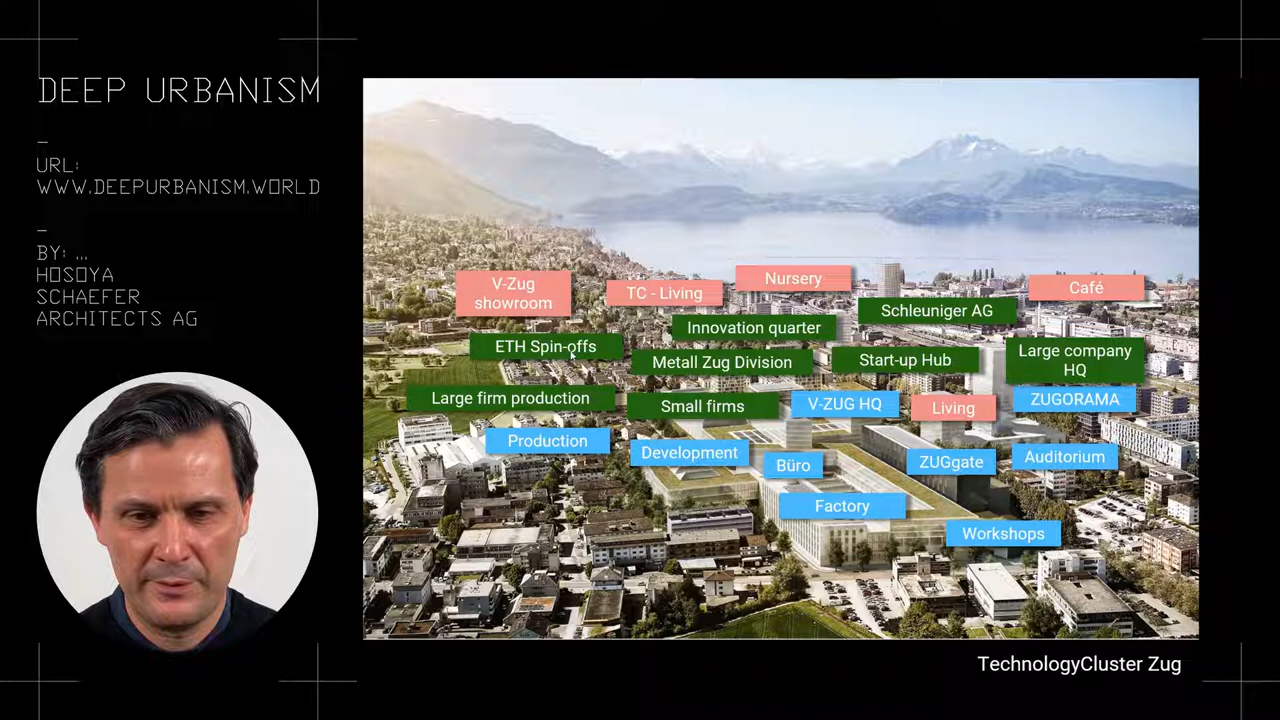 DEEP URBANISM
–
URL:
WWW.DEEPURBANISM.WORLD
–
BY: ...
HOSOYA
SCHAEFER
ARCHITECTS AG
V-Zug
showroom
TC - Living
Nursery
Café
Schleuniger AG
Innovation quarter
ETH Spin-offs
Metall Zug Division
Start-up Hub
Large company
HQ
Large firm production
Small firms
V-ZUG HQ
Living
ZUGORAMA
Production
Development
Büro
ZUGgate
Auditorium
Factory
Workshops
TechnologyCluster Zug